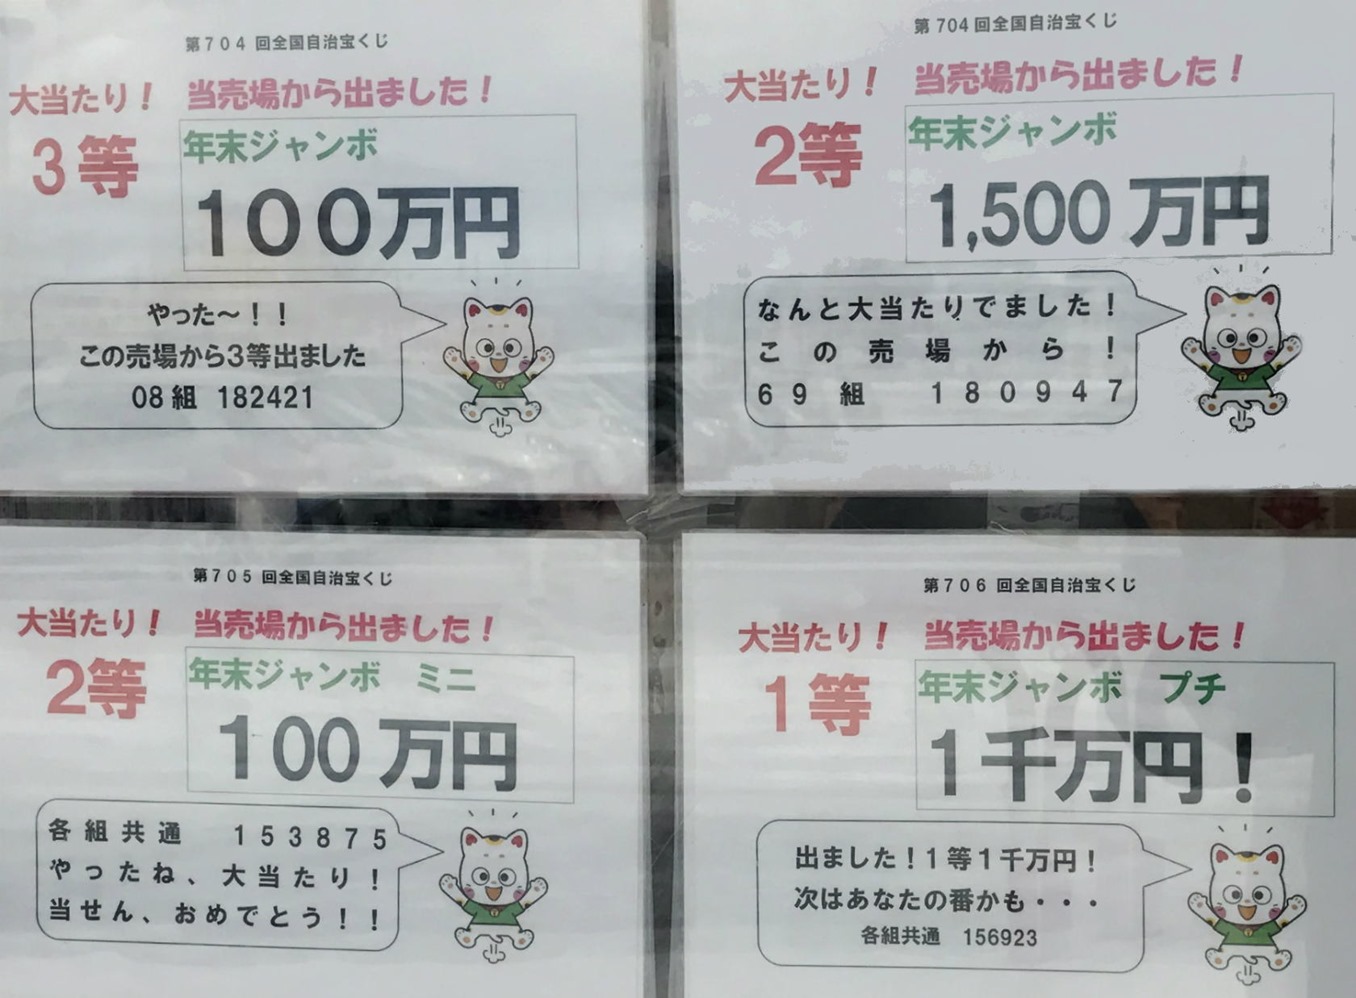 第704回全国自治宝くじ
大当たり！ 当売場から出ました！
3等
年末ジャンボ
100万円
やった～！！
この売場から3等出ました
08組 182421
第704回全国自治宝くじ
大当たり！ 当売場から出ました！
2等
年末ジャンボ
1,500万円
なんと大当たりでました！
この売場から！
69組 180947
第705回全国自治宝くじ
大当たり！ 当売場から出ました！
2等
年末ジャンボ ミニ
100万円
各組共通 153875
やったね、大当たり！
当せん、おめでとう！！
第706回全国自治宝くじ
大当たり！ 当売場から出ました！
1等
年末ジャンボ プチ
1千万円！
出ました！1等1千万円！
次はあなたの番かも・・・
各組共通 156923